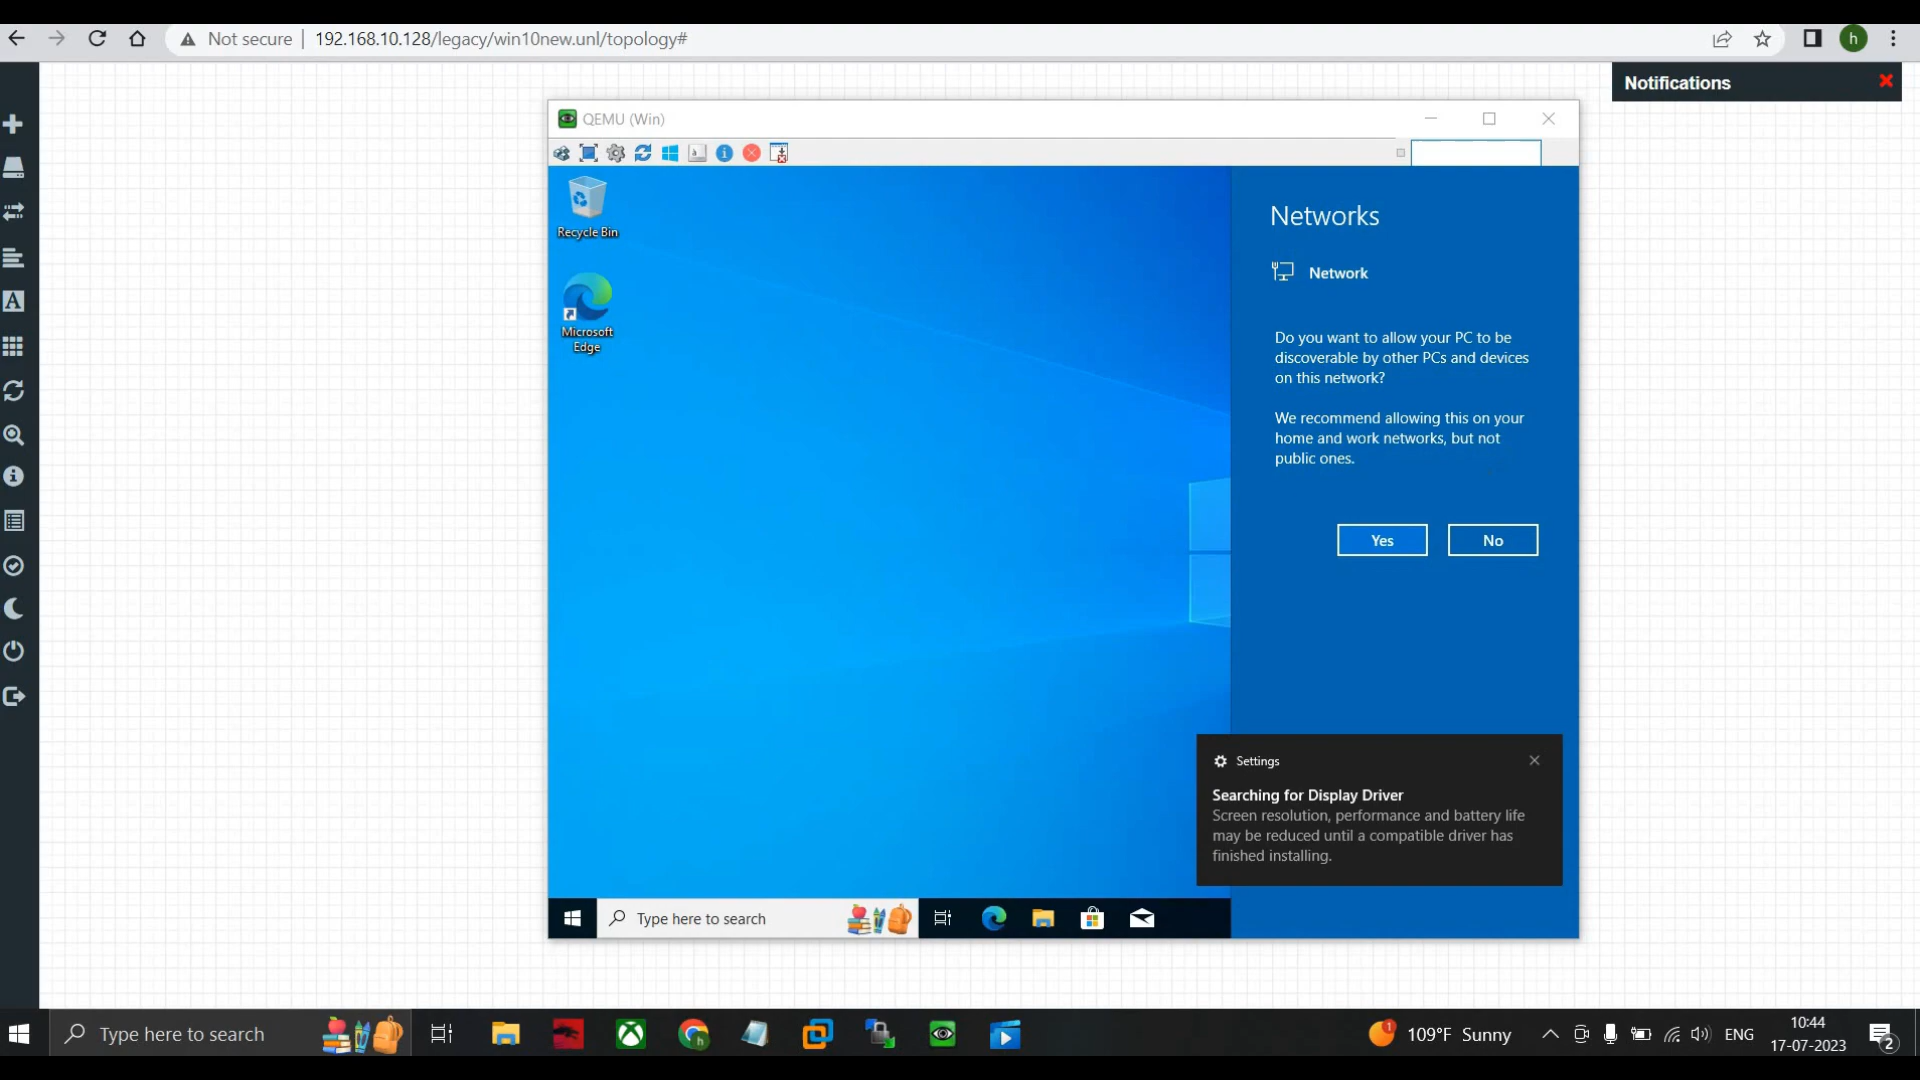 Not secure
192.168.10.128/legacy/win10new.unl/topology#
h
Notifications
QEMU (Win)
Recycle Bin
Microsoft
Edge
Networks
Network
Do you want to allow your PC to be
discoverable by other PCs and devices
on this network?
We recommend allowing this on your
home and work networks, but not
public ones.
Yes
No
Settings
Searching for Display Driver
Screen resolution, performance and battery life
may be reduced until a compatible driver has
finished installing.
Type here to search
Type here to search
109°F Sunny
ENG
10:44
17-07-2023
2